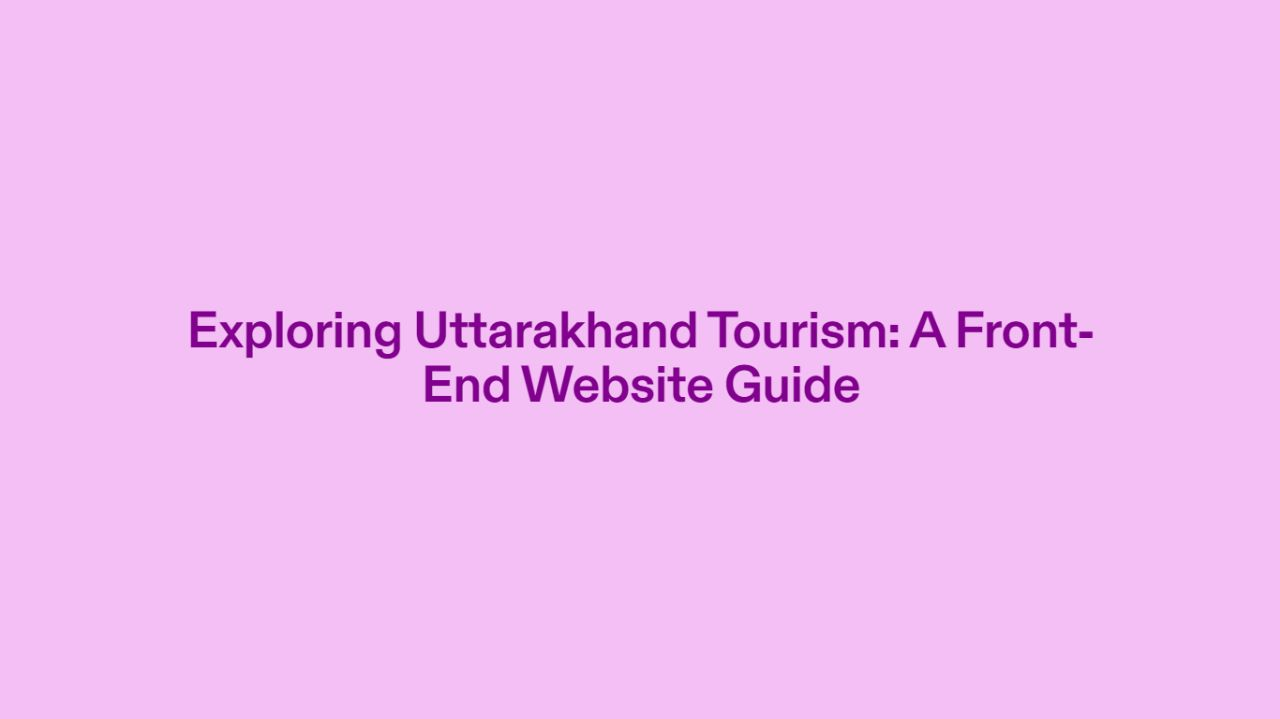 Exploring Uttarakhand Tourism: A Front-
End Website Guide